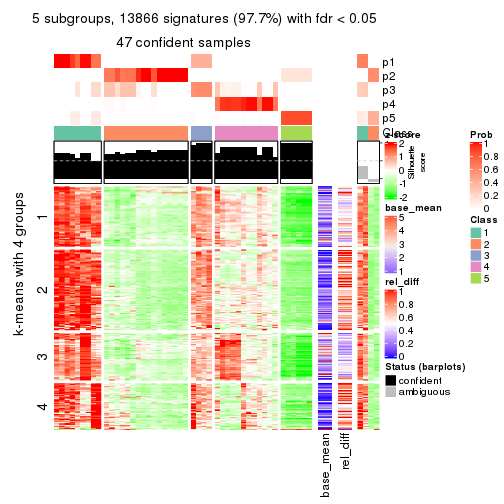 5 subgroups, 13866 signatures (97.7%) with fdr < 0.05
47 confident samples
p1
p2
p3
p4
p5
Class
z-score
2
1
0
-1
-2
Silhouette
score
Prob
1
0.8
0.6
0.4
0.2
0
k-means with 4 groups
1
2
3
4
base_mean
5
4
3
2
1
Class
1
2
3
4
5
rel_diff
1
0.8
0.6
0.4
0.2
0
Status (barplots)
confident
ambiguous
base_mean
rel_diff